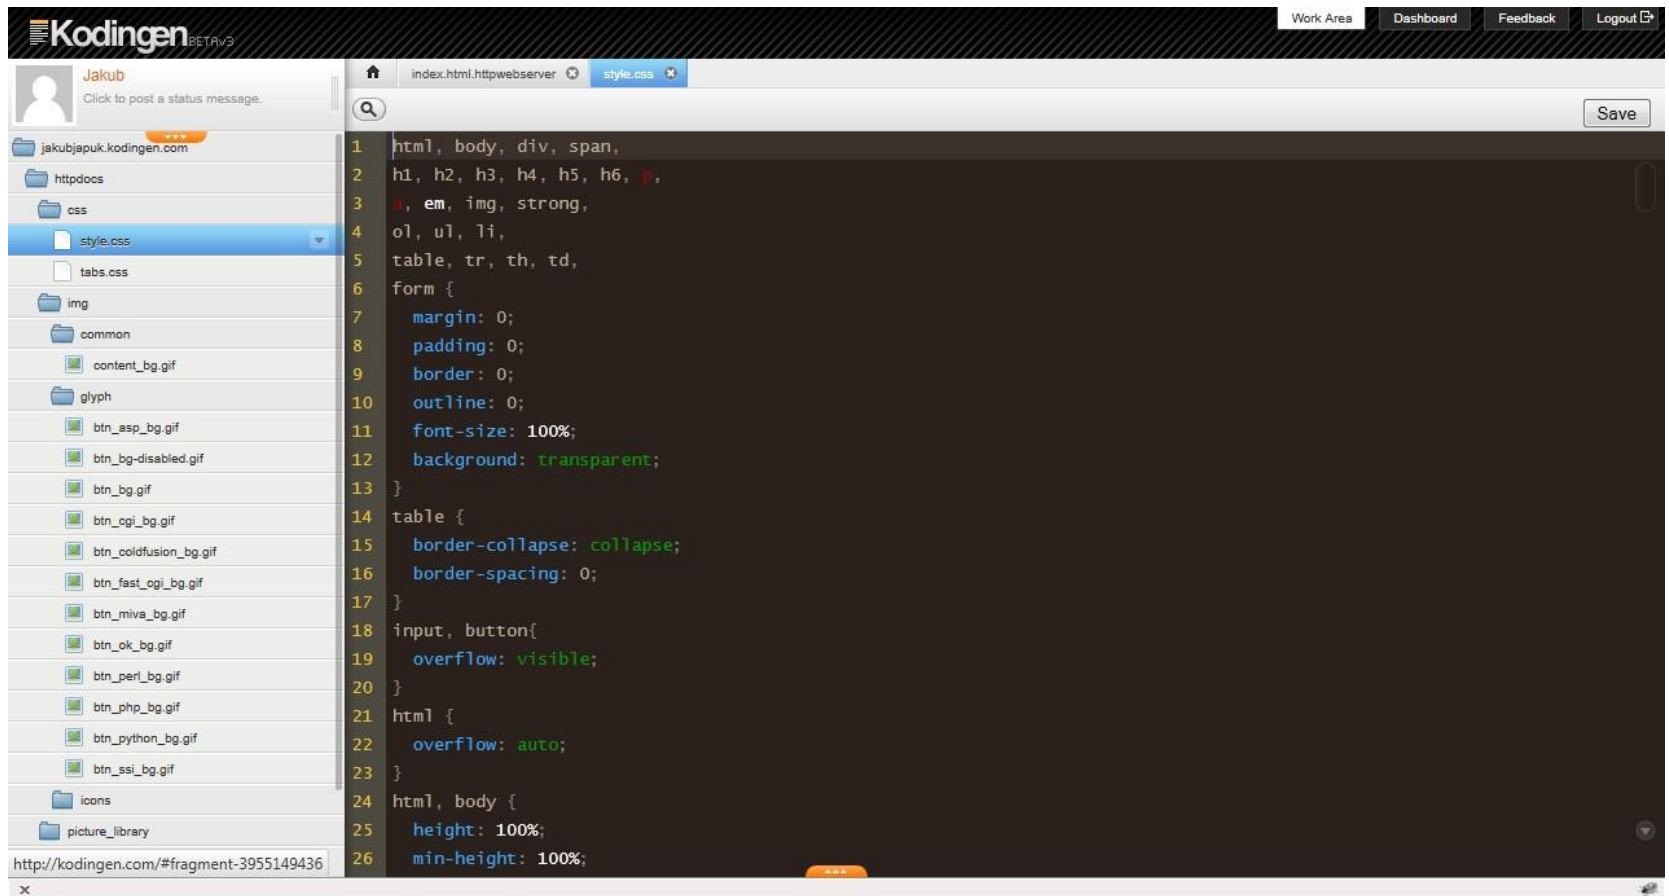 Kodingen BETAv3
Work Area Dashboard Feedback Logout
Jakub
Click to post a status message.
index.html.httpwebserver style.css
Save
jakubjapuk.kodingen.com
httpdocs
css
style.css
tabs.css
img
common
content_bg.gif
glyph
btn_asp_bg.gif
btn_bg-disabled.gif
btn_bg.gif
btn_cgi_bg.gif
btn_coldfusion_bg.gif
btn_fast_cgi_bg.gif
btn_miva_bg.gif
btn_ok_bg.gif
btn_perl_bg.gif
btn_php_bg.gif
btn_python_bg.gif
btn_ssi_bg.gif
icons
picture_library
http://kodingen.com/#fragment-3955149436
1 html, body, div, span,
2 h1, h2, h3, h4, h5, h6, p,
3 a, em, img, strong,
4 ol, ul, li,
5 table, tr, th, td,
6 form {
7 margin: 0;
8 padding: 0;
9 border: 0;
10 outline: 0;
11 font-size: 100%;
12 background: transparent;
13 }
14 table {
15 border-collapse: collapse;
16 border-spacing: 0;
17 }
18 input, button{
19 overflow: visible;
20 }
21 html {
22 overflow: auto;
23 }
24 html, body {
25 height: 100%;
26 min-height: 100%;